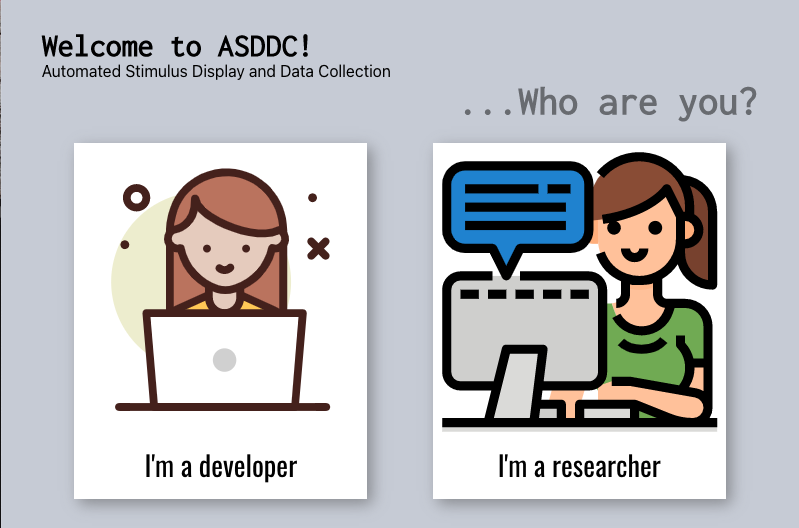 Welcome to ASDDC!
Automated Stimulus Display and Data Collection
...Who are you?
I'm a developer
I'm a researcher